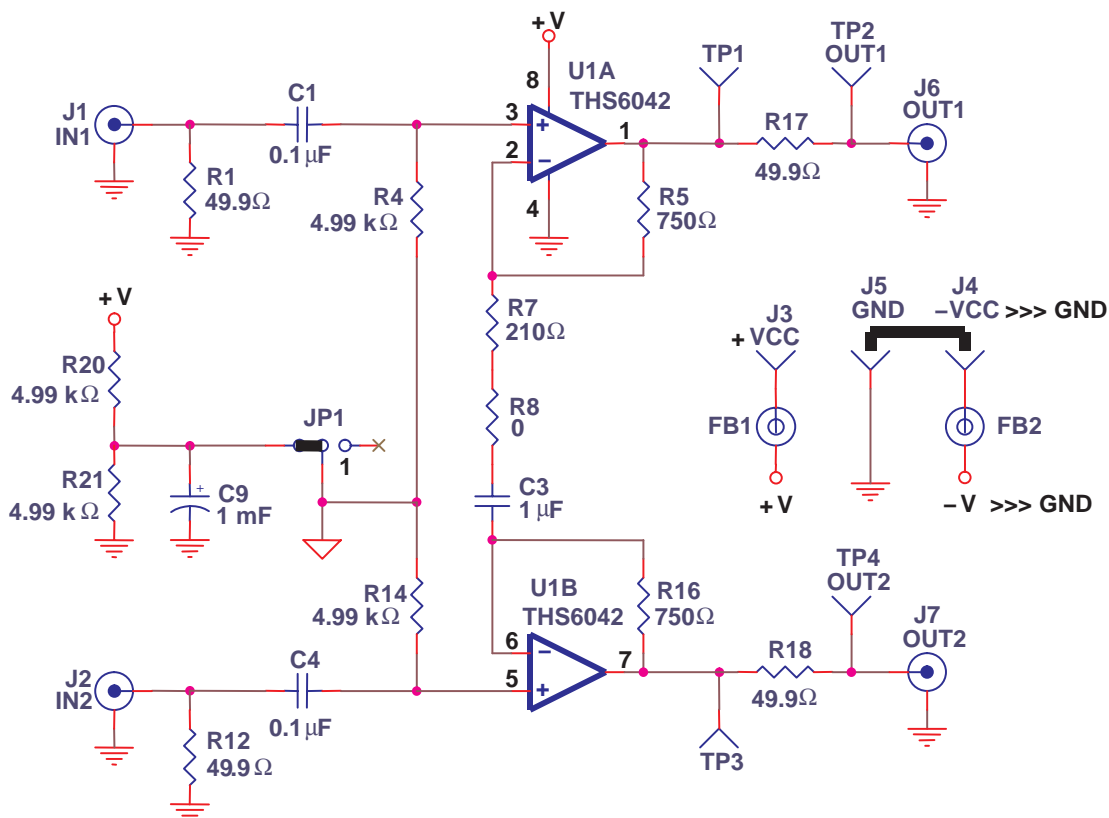 +V
TP1
TP2
OUT1
J1
IN1
C1
0.1 µF
R1
49.9Ω
R4
4.99 kΩ
8
U1A
THS6042
3
+
2
−
1
4
R5
750Ω
R17
49.9Ω
J6
OUT1
+V
R20
4.99 kΩ
R21
4.99 kΩ
+
C9
1 mF
JP1
1
R7
210Ω
R8
0
C3
1 µF
J3
+VCC
FB1
+V
J5
GND
J4
−VCC >>> GND
FB2
−V >>> GND
R14
4.99 kΩ
U1B
THS6042
R16
750Ω
6
−
5
+
7
TP4
OUT2
R18
49.9Ω
J7
OUT2
TP3
J2
IN2
C4
0.1 µF
R12
49.9 Ω